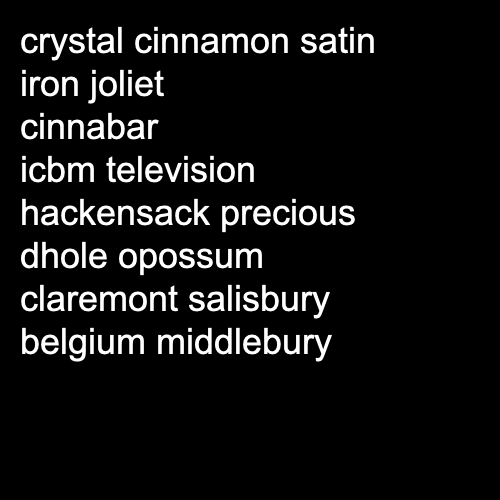 crystal cinnamon satin
iron joliet
cinnabar
icbm television
hackensack precious
dhole opossum
claremont salisbury
belgium middlebury